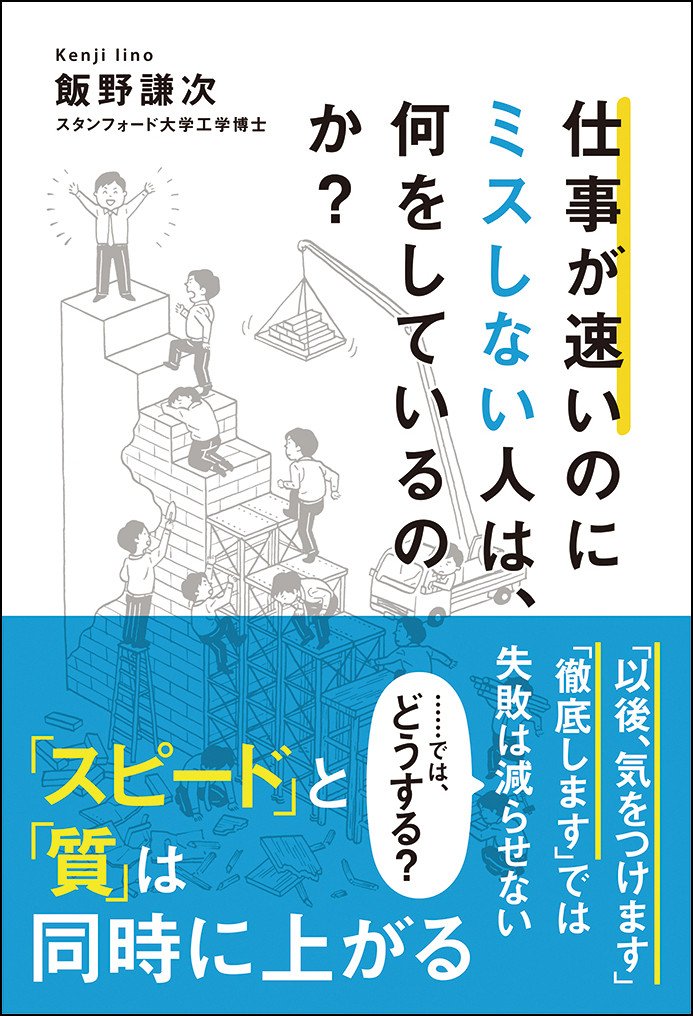 Kenji Iino
飯野謙次
スタンフォード大学工学博士
仕事が速いのに
ミスしない人は、
何をしているの
か?
「以後、気をつけます」
「徹底します」では
失敗は減らせない
……では、
どうする?
「スピード」と
「質」は
同時に上がる